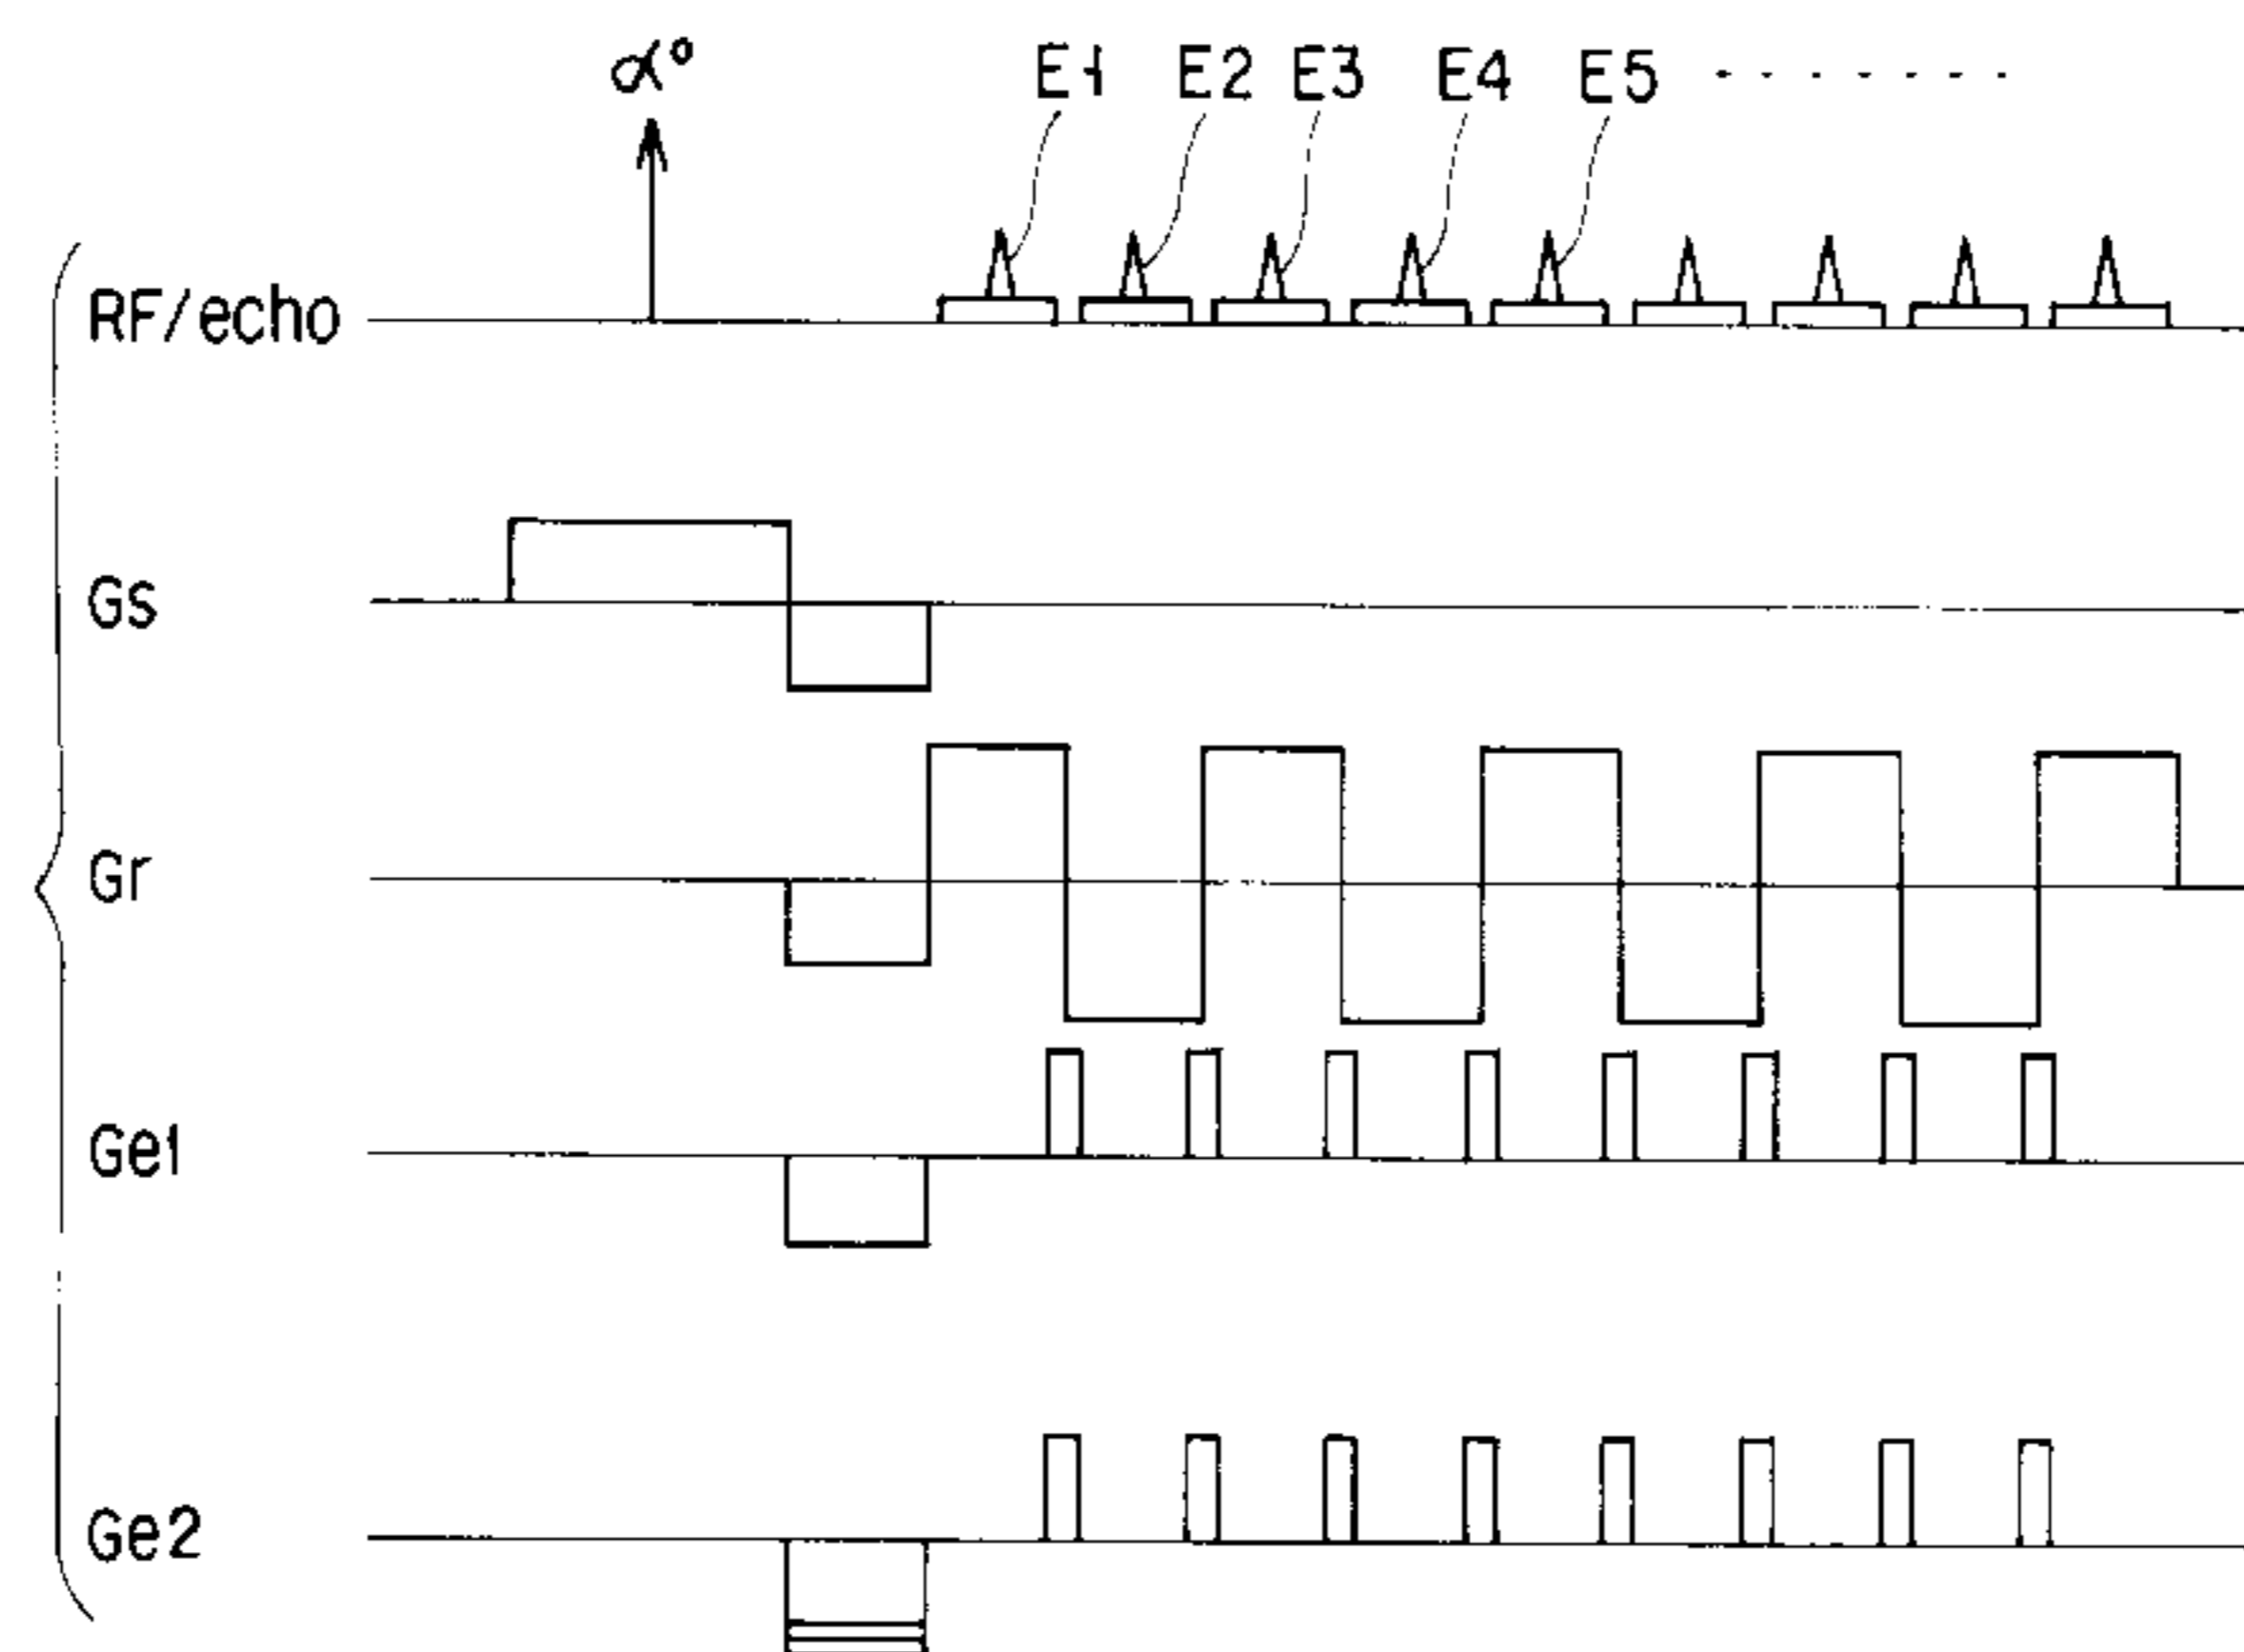 α°
E1 E2 E3 E4 E5 - - - - - - -
RF/echo
Gs
Gr
Ge1
Ge2